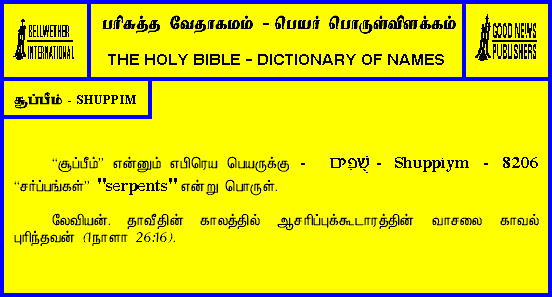 BELLWETHER
INTERNATIONAL
பரிசுத்த வேதாகமம் - பெயர் பொருள்விளக்கம்
THE HOLY BIBLE - DICTIONARY OF NAMES
GOOD NEWS
PUBLISHERS
சூப்பீம் - SHUPPIM
“சூப்பீம்” என்னும் எபிரெய பெயருக்கு - שֻׁפִּים - Shuppiym - 8206
“சர்ப்பங்கள்” "serpents" என்று பொருள்.
லேவியன். தாவீதின் காலத்தில் ஆசரிப்புக்கூடாரத்தின் வாசலை காவல்
புரிந்தவன் (1நாளா 26:16).